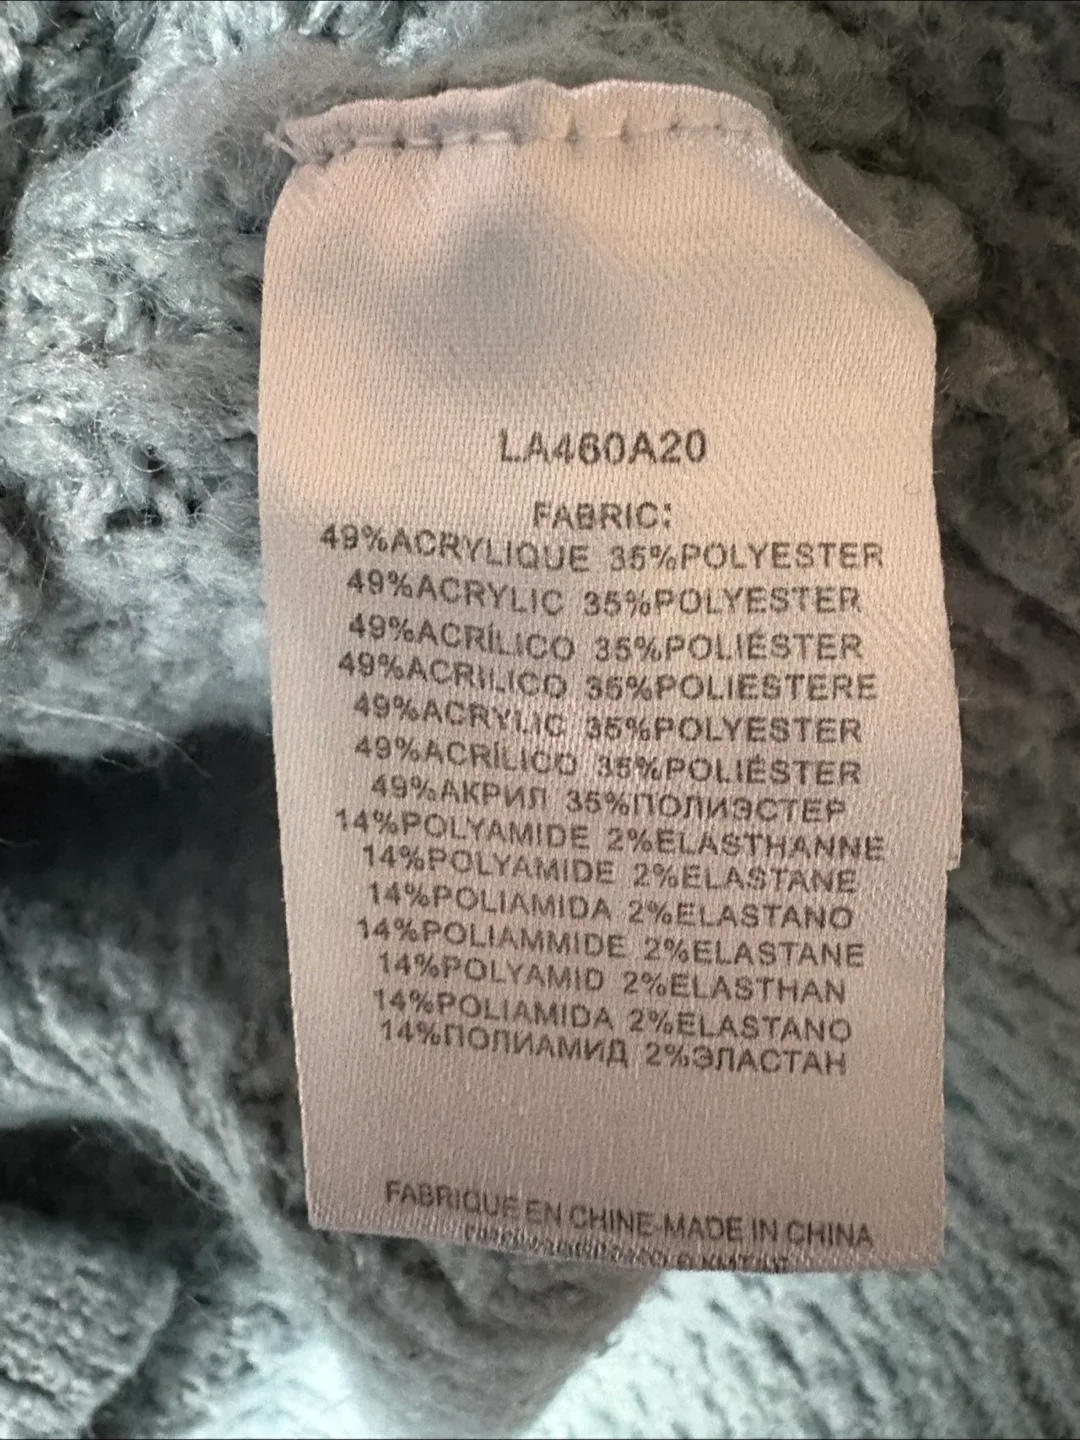 LA460A20
FABRIC:
49%ACRYLIQUE 35%POLYESTER
49%ACRYLIC 35%POLYESTER
49%ACRÍLICO 35%POLIÉSTER
49%ACRILICO 35%POLIESTERE
49%ACRYLIC 35%POLYESTER
49%ACRÍLICO 35%POLIÉSTER
49%АКРИЛ 35%ПОЛИЭСТЕР
14%POLYAMIDE 2%ELASTHANNE
14%POLYAMIDE 2%ELASTANE
14%POLIAMIDA 2%ELASTANO
14%POLIAMMIDE 2%ELASTANE
14%POLYAMID 2%ELASTHAN
14%POLIAMIDA 2%ELASTANO
14%ПОЛИАМИД 2%ЭЛАСТАН
FABRIQUE EN CHINE-MADE IN CHINA